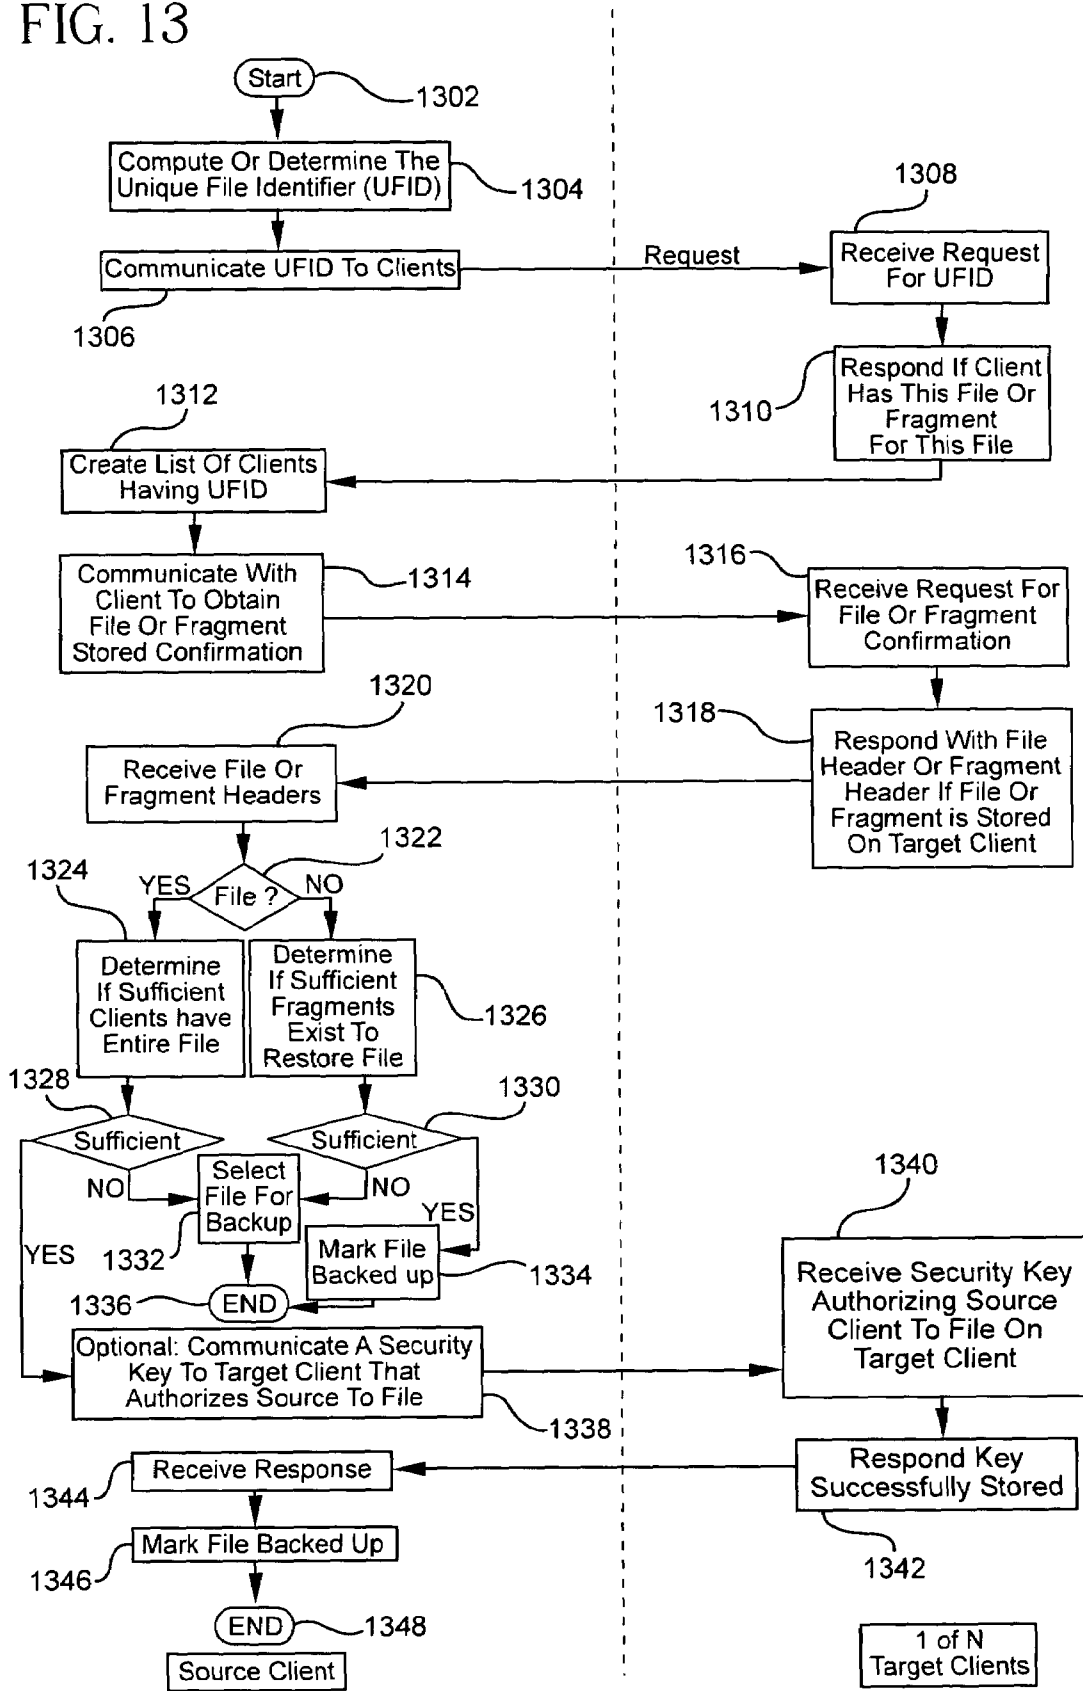 FIG. 13
Start
1302
Compute Or Determine The
Unique File Identifier (UFID)
1304
Communicate UFID To Clients
1306
Request
1308
Receive Request
For UFID
Respond If Client
Has This File Or
Fragment
For This File
1310
1312
Create List Of Clients
Having UFID
Communicate With
Client To Obtain
File Or Fragment
Stored Confirmation
1314
1316
Receive Request For
File Or Fragment
Confirmation
1318
Respond With File
Header Or Fragment
Header If File Or
Fragment is Stored
On Target Client
1320
Receive File Or
Fragment Headers
1322
File ?
YES
NO
1324
Determine
If Sufficient
Clients have
Entire File
Determine
If Sufficient
Fragments
Exist To
Restore File
1326
1328
Sufficient
1330
Sufficient
NO
NO
Select
File For
Backup
1332
YES
YES
Mark File
Backed up
1334
1336
END
Optional: Communicate A Security
Key To Target Client That
Authorizes Source To File
1338
1340
Receive Security Key
Authorizing Source
Client To File On
Target Client
Respond Key
Successfully Stored
1342
Receive Response
1344
Mark File Backed Up
1346
END
1348
Source Client
1 of N
Target Clients